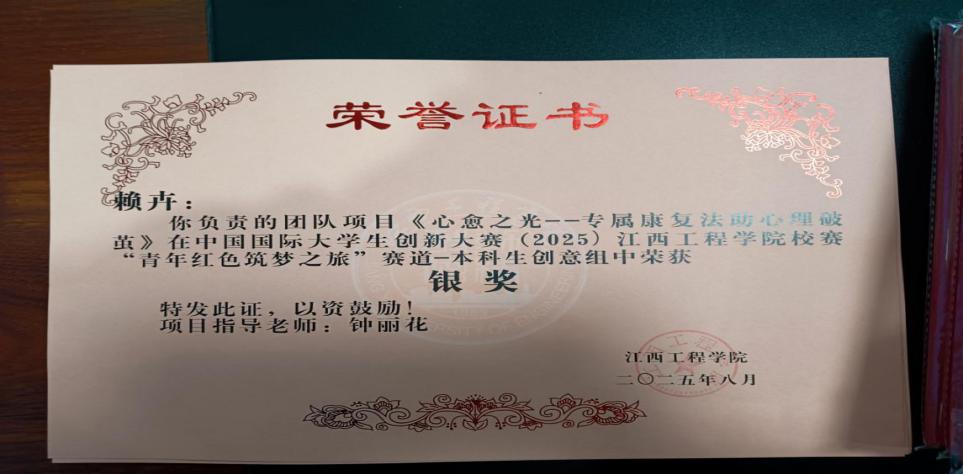 荣誉证书
赖卉：
你负责的团队项目《心愈之光--专属康复法助心理破
茧》在中国国际大学生创新大赛（2025）江西工程学院校赛
“青年红色筑梦之旅”赛道-本科生创意组中荣获
银奖
特发此证，以资鼓励！
项目指导老师：钟丽花
江西工程学院
二〇二五年八月